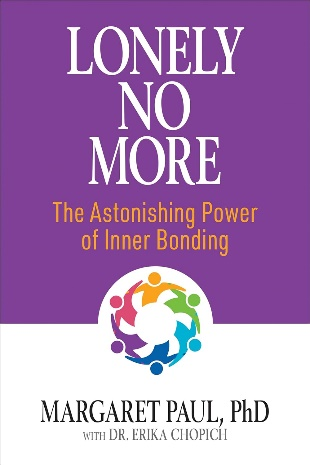 LONELY
NO
MORE
The Astonishing Power
of Inner Bonding
MARGARET PAUL, PhD
WITH DR. ERIKA CHOPICH